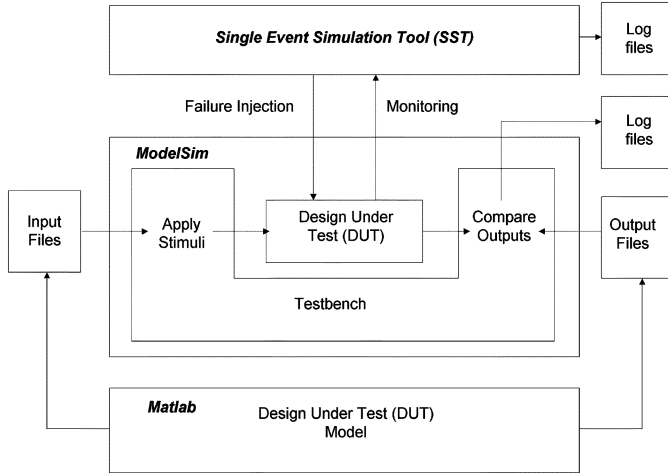 Single Event Simulation Tool (SST)
Log
files
Failure Injection
Monitoring
Log
files
ModelSim
Input
Files
Apply
Stimuli
Design Under
Test (DUT)
Compare
Outputs
Output
Files
Testbench
Matlab
Design Under Test (DUT)
Model